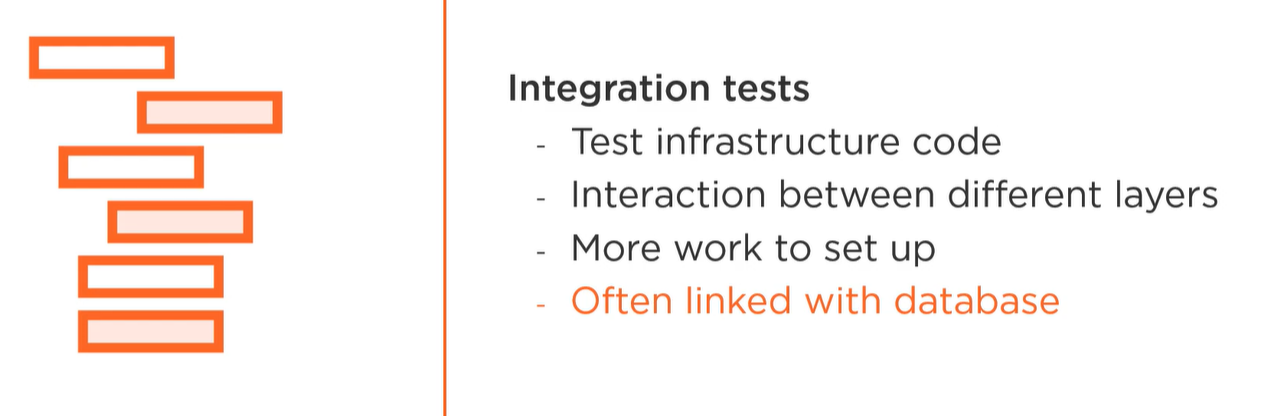 Integration tests
- Test infrastructure code
- Interaction between different layers
- More work to set up
- Often linked with database